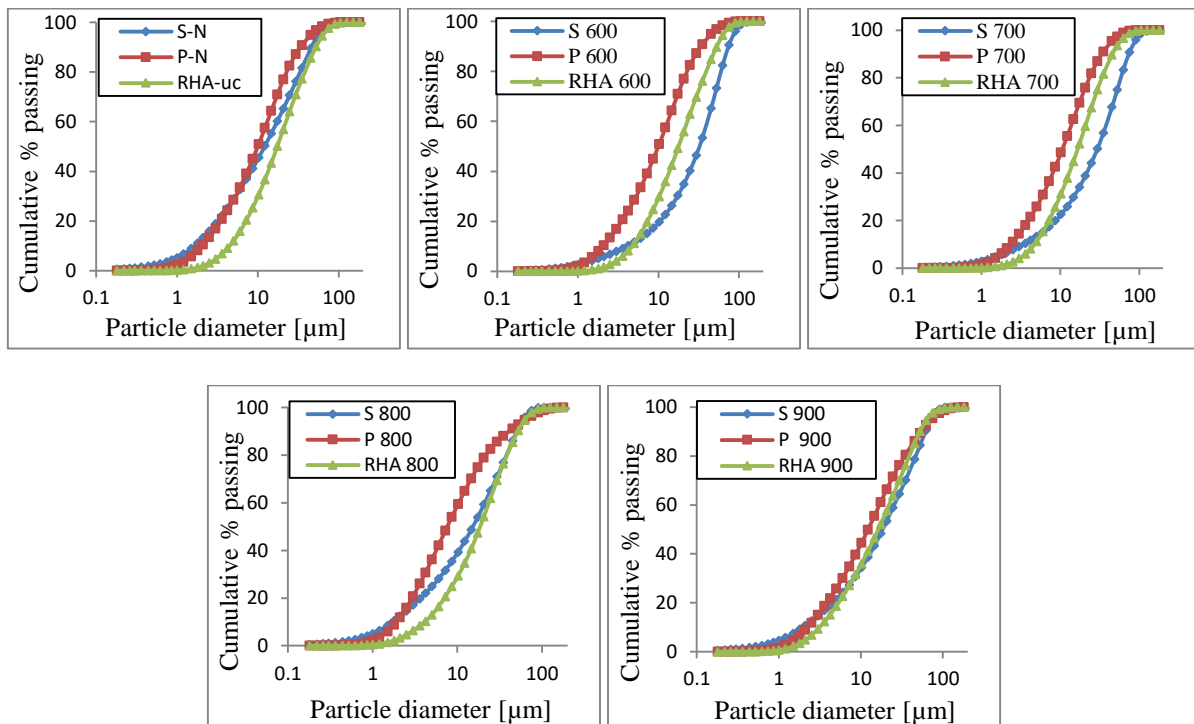 S-N
P-N
RHA-uc
Cumulative % passing
100
80
60
40
20
0
0.1 1 10 100
Particle diameter [µm]
S 600
P 600
RHA 600
Cumulative % passing
100
80
60
40
20
0
0.1 1 10 100
Particle diameter [µm]
S 700
P 700
RHA 700
Cumulative % passing
100
80
60
40
20
0
0.1 1 10 100
Particle diameter [µm]
S 800
P 800
RHA 800
Cumulative % passing
100
80
60
40
20
0
0.1 1 10 100
Particle diameter [µm]
S 900
P 900
RHA 900
Cumulative % passing
100
80
60
40
20
0
0.1 1 10 100
Particle diameter [µm]